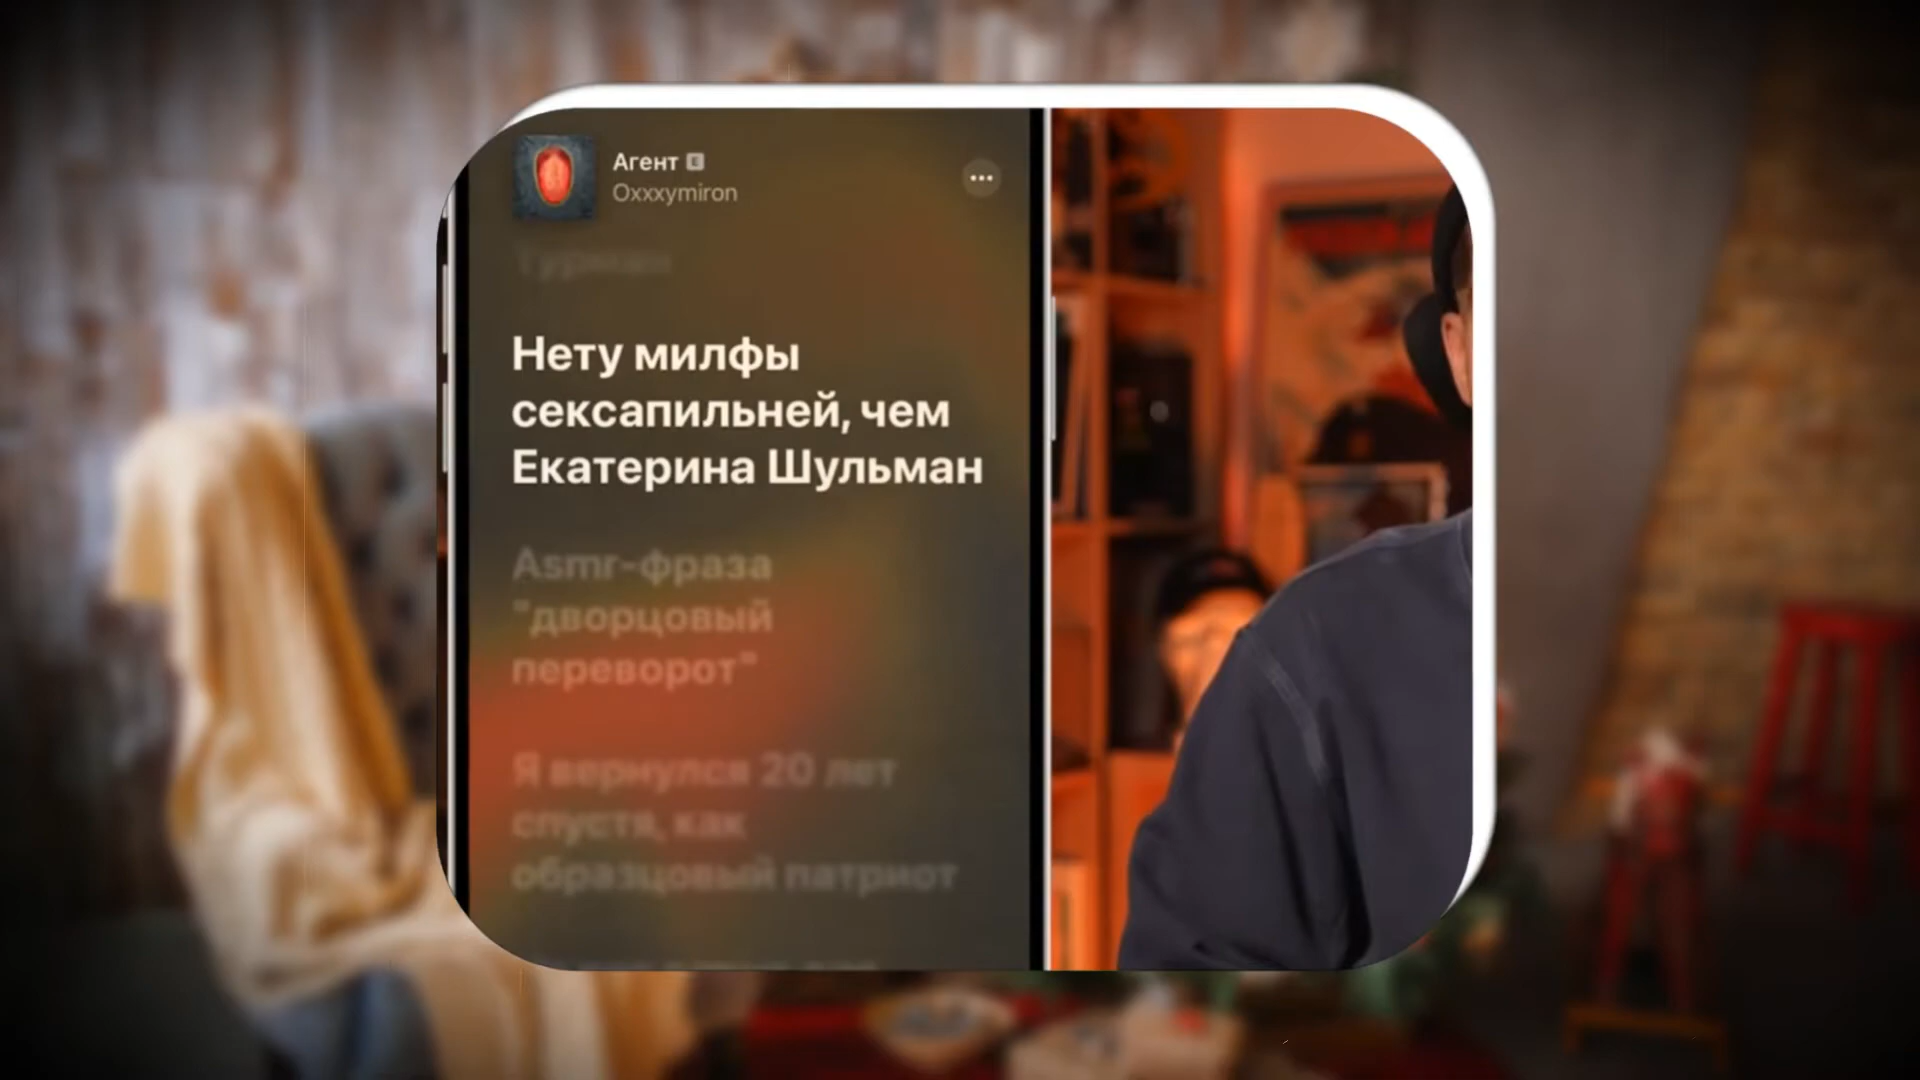 Агент E
Oxxxymiron
Гурман
Нету милфы
сексапильней, чем
Екатерина Шульман
Asmr-фраза
"дворцовый
переворот"
Я вернулся 20 лет
спустя, как
образцовый патриот